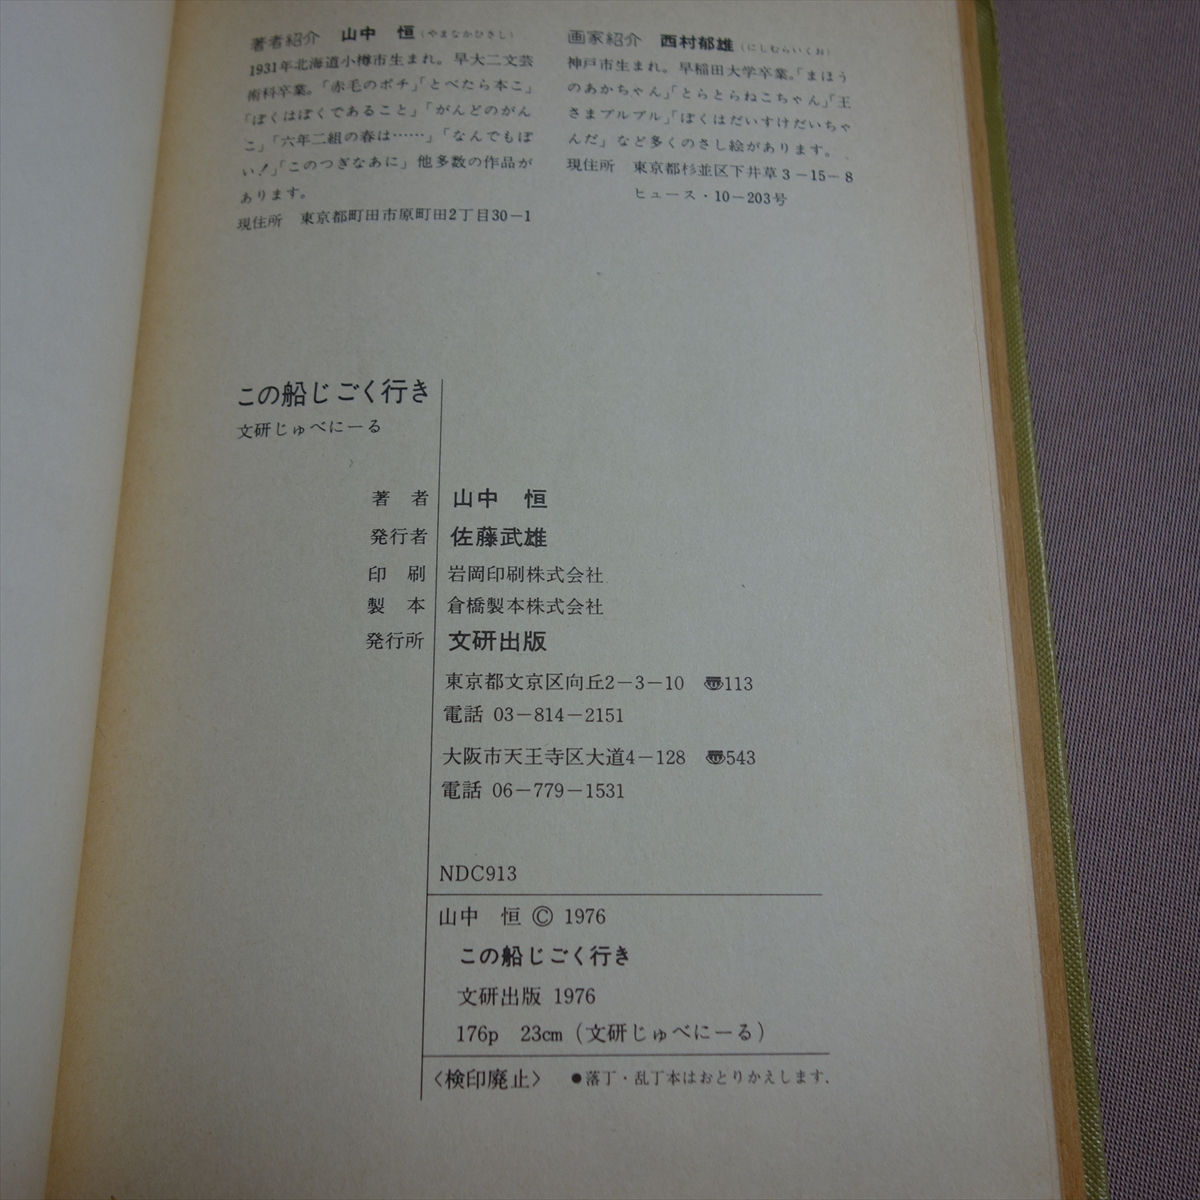 著者紹介　山中　恒(やまなかひさし)
1931年北海道小樽市生まれ。早大二文芸
術科卒業。「赤毛のポチ」「とべたら本こ」
「ぼくはぼくであること」「がんどのがん
こ」「六年二組の春は……」「なんでもぽ
い!」「このつぎなあに」他多数の作品が
あります。
現住所　東京都町田市原町田2丁目30－1
画家紹介　西村郁雄(にしむらいくお)
神戸市生まれ。早稲田大学卒業。「まほう
のあかちゃん」「とらとらねこちゃん」「王
さまブルブル」「ぼくはだいすけだいちゃ
んだ」など多くのさし絵があります。
現住所　東京都杉並区下井草3－15－8
ヒュース・10－203号
この船じごく行き
文研じゅべにーる
著　者　山中　恒
発行者　佐藤武雄
印　刷　岩岡印刷株式会社
製　本　倉橋製本株式会社
発行所　文研出版
東京都文京区向丘2－3－10　〠113
電話 03－814－2151
大阪市天王寺区大道4－128　〠543
電話 06－779－1531
NDC913
山中　恒 © 1976
この船じごく行き
文研出版 1976
176p　23cm (文研じゅべにーる)
〈検印廃止〉　●落丁・乱丁本はおとりかえします.